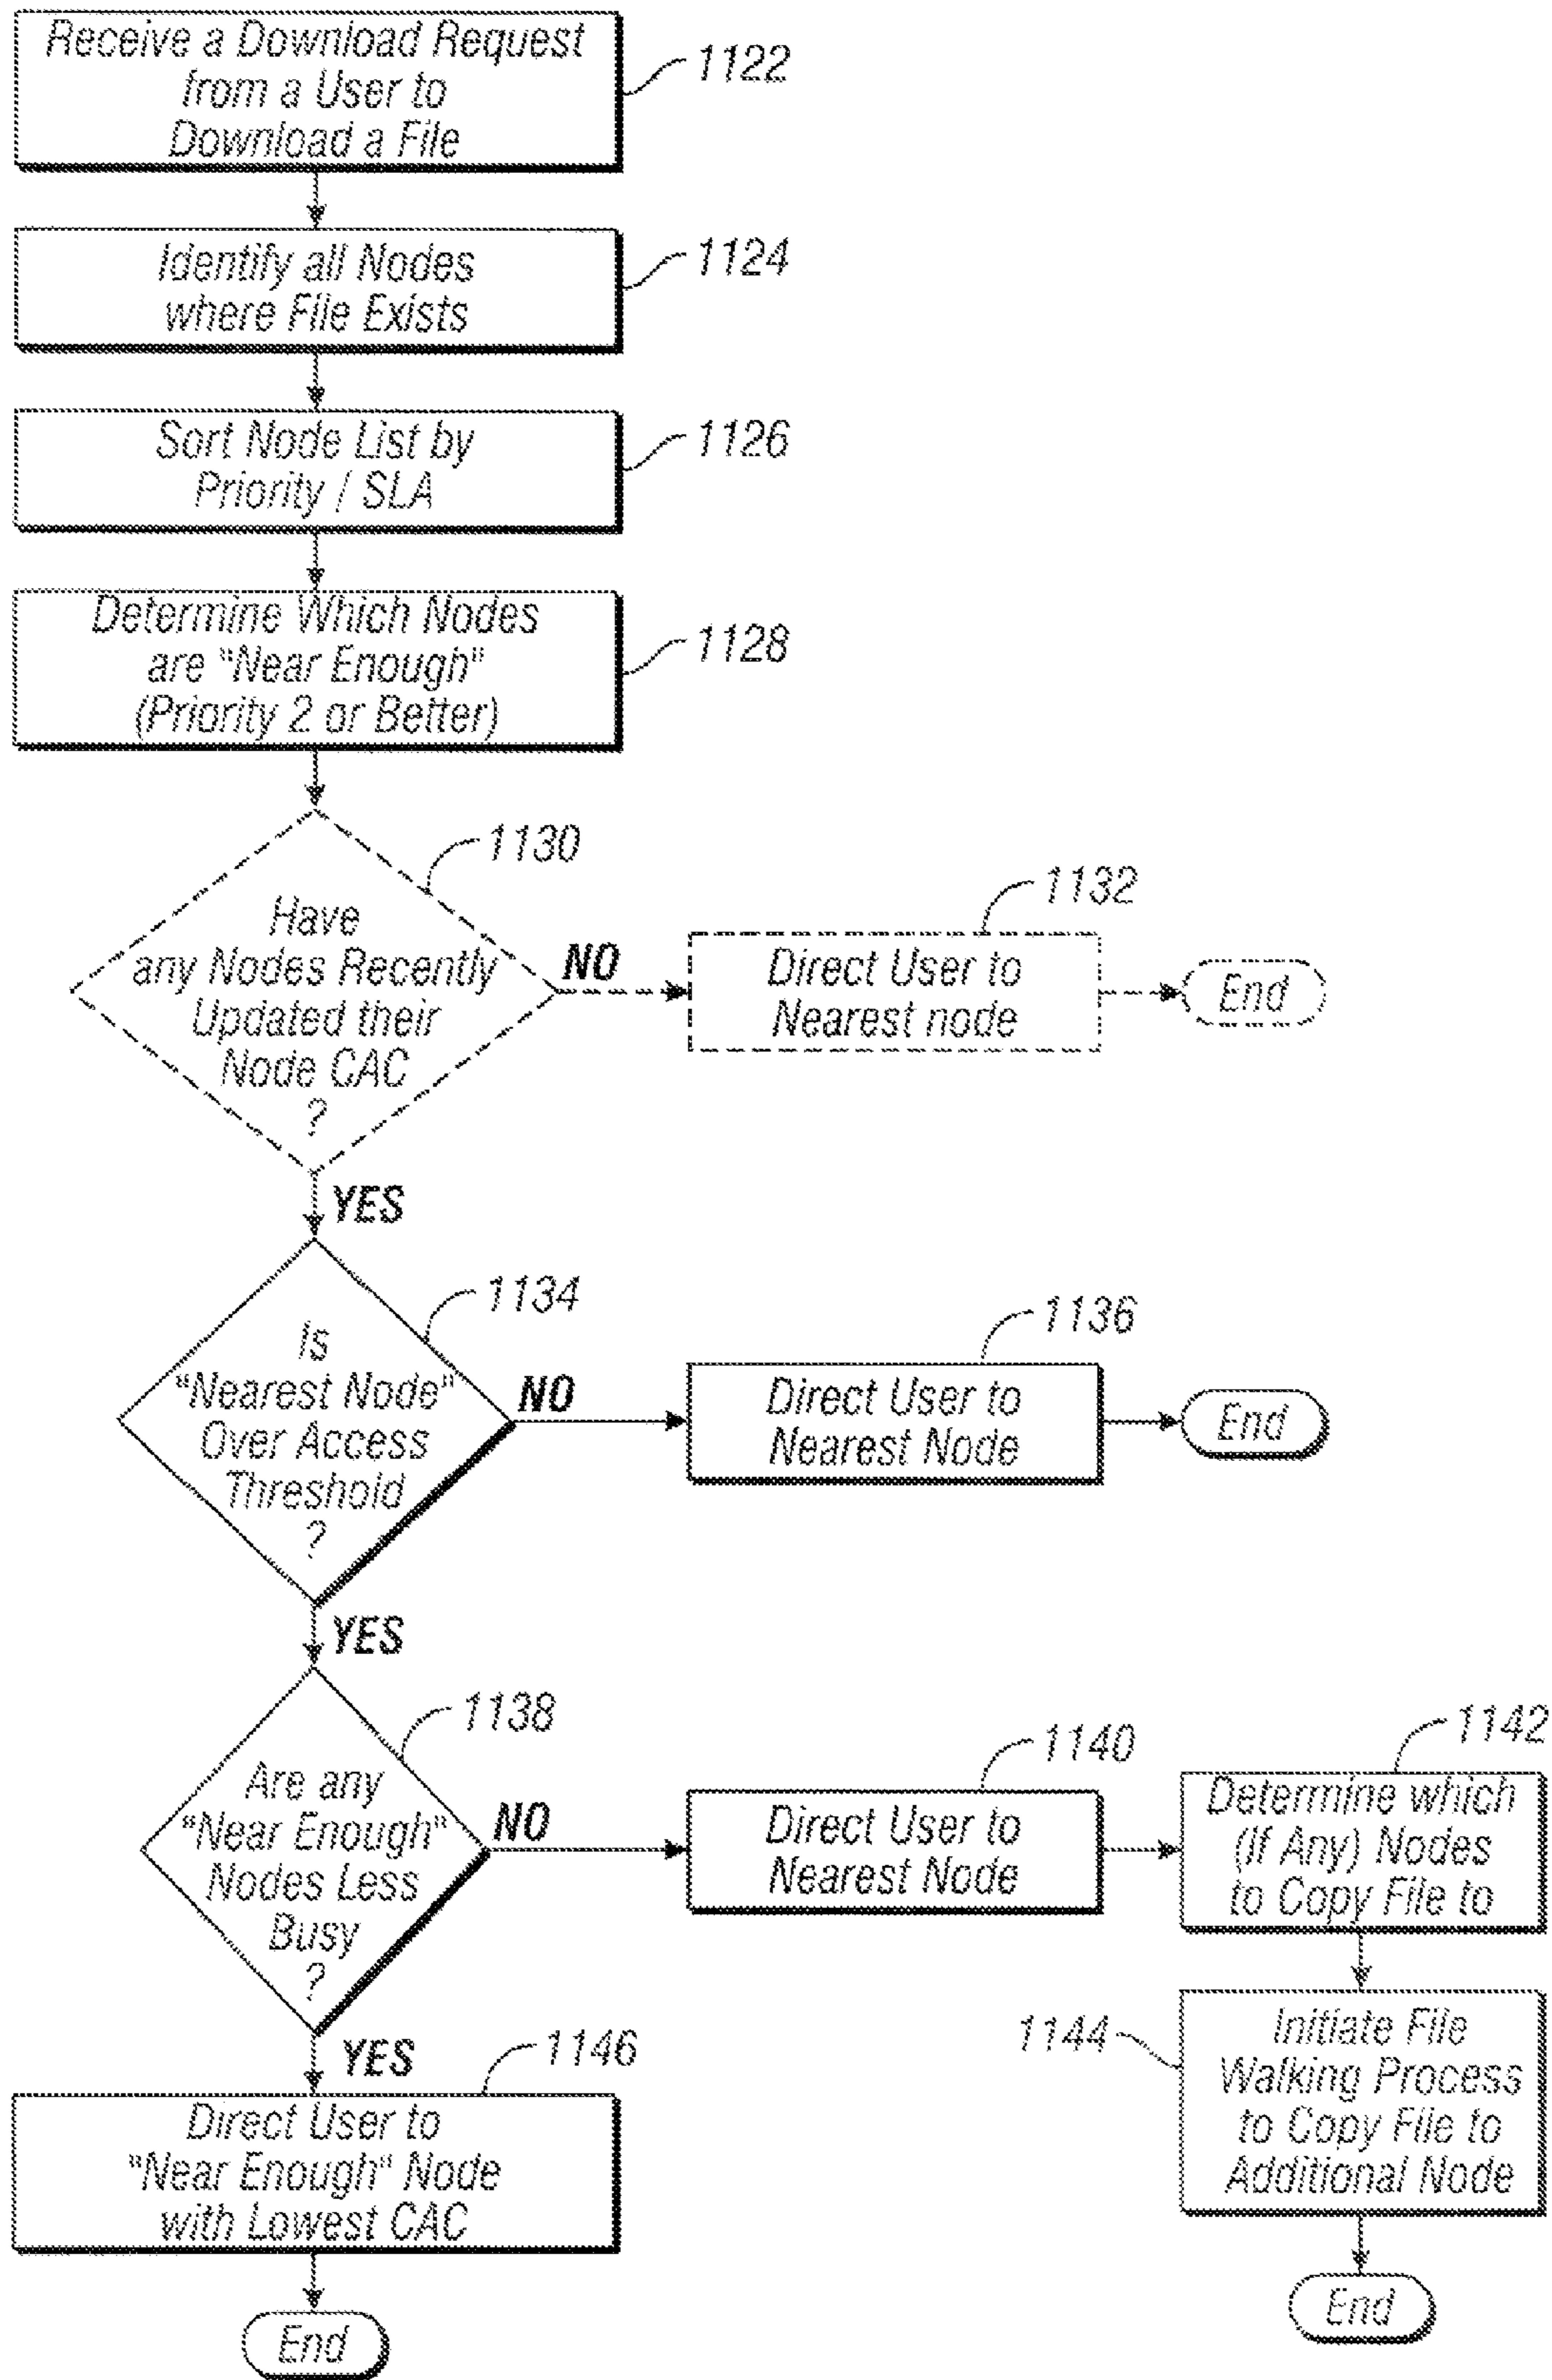 Receive a Download Request
from a User to
Download a File
1122
Identify all Nodes
where File Exists
1124
Sort Node List by
Priority / SLA
1126
Determine Which Nodes
are "Near Enough"
(Priority 2 or Better)
1128
1130
Have
any Nodes Recently
Updated their
Node CAC
?
NO
1132
Direct User to
Nearest node
End
YES
1134
Is
"Nearest Node"
Over Access
Threshold
?
NO
1136
Direct User to
Nearest Node
End
YES
1138
Are any
"Near Enough"
Nodes Less
Busy
?
NO
1140
Direct User to
Nearest Node
1142
Determine which
(If Any) Nodes
to Copy File to
1144
Initiate File
Walking Process
to Copy File to
Additional Node
End
YES
1146
Direct User to
"Near Enough" Node
with Lowest CAC
End